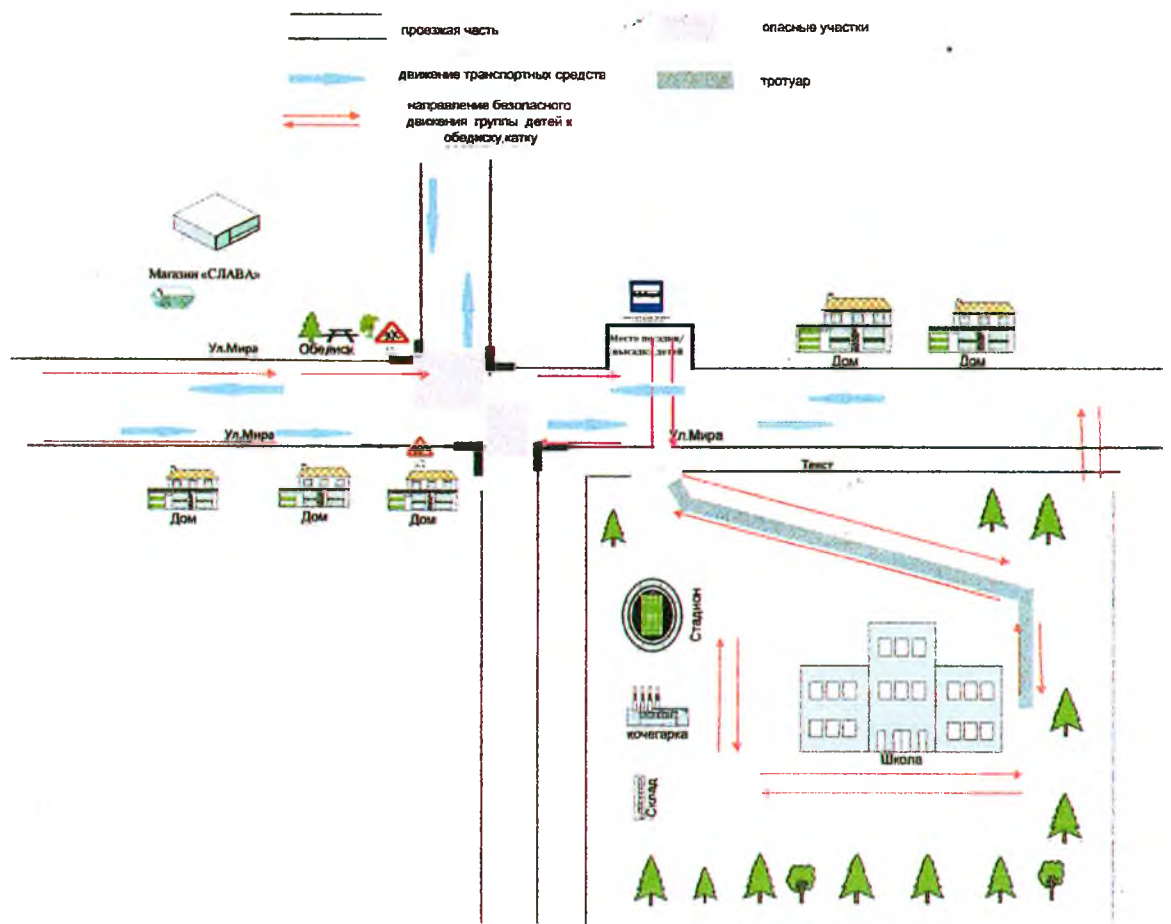 проезжая часть
опасные участки
движение транспортных средств
тротуар
направление безопасного
движения группы детей к
обедиску,катку
Магазин «СЛАВА»
Ул.Мира
Обелиск
Место посадки/
высадки детей
Дом
Дом
Ул.Мира
Ул.Мира
Текст
Дом
Дом
Дом
Стадион
кочегарка
Школа
Склад